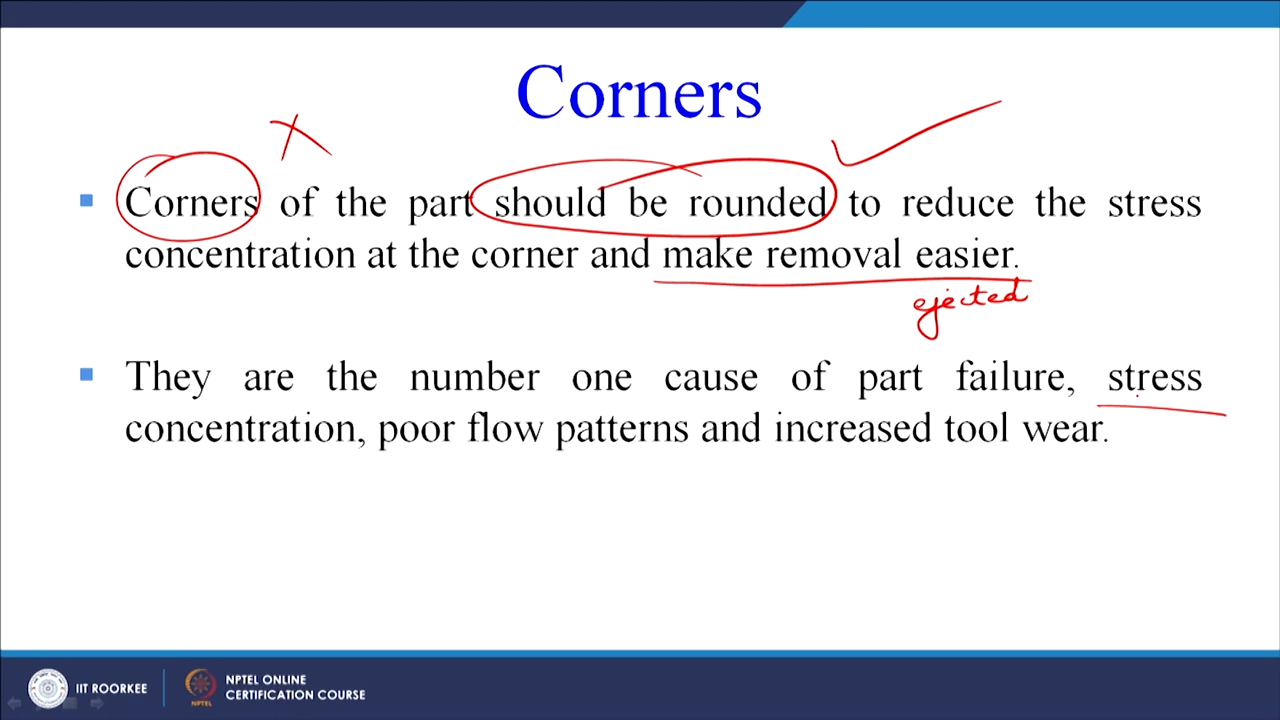 Corners
▪ Corners of the part should be rounded to reduce the stress
concentration at the corner and make removal easier.
ejected
▪ They are the number one cause of part failure, stress
concentration, poor flow patterns and increased tool wear.
IIT ROORKEE
NPTEL
NPTEL ONLINE
CERTIFICATION COURSE